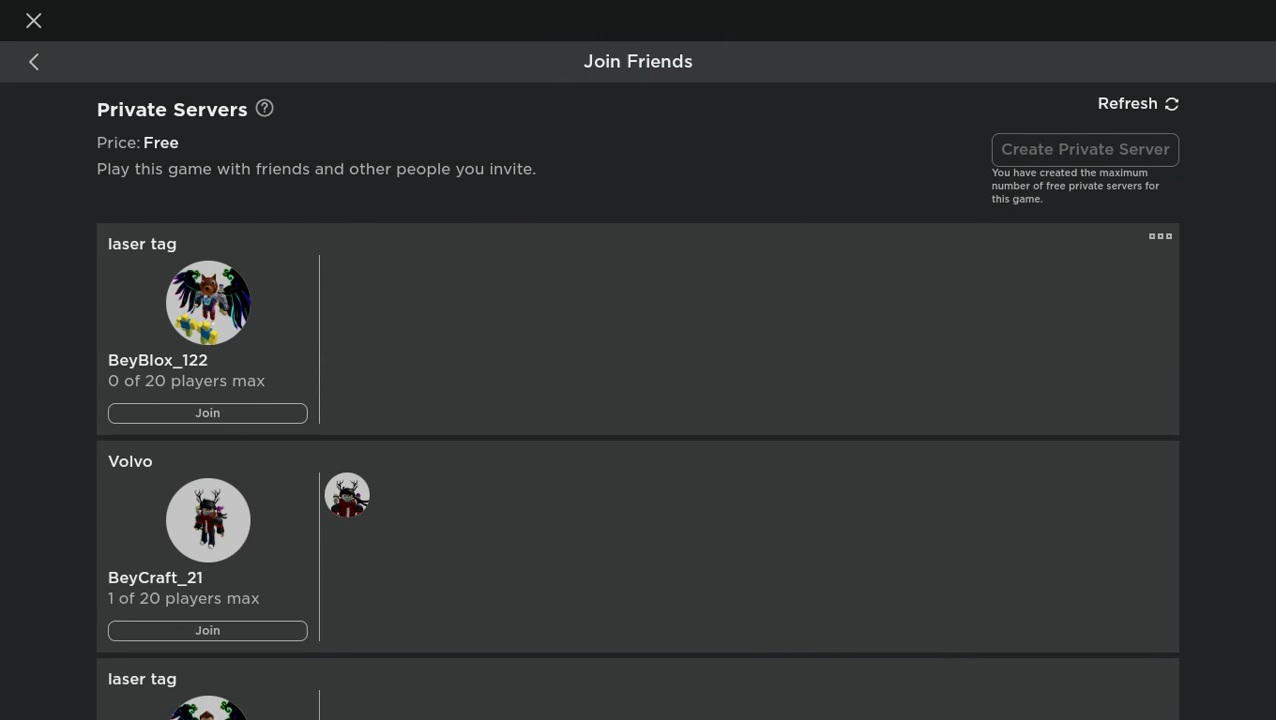 Join Friends
Private Servers
Refresh
Price: Free
Play this game with friends and other people you invite.
Create Private Server
You have created the maximum
number of free private servers for
this game.
laser tag
BeyBlox_122
0 of 20 players max
Join
Volvo
BeyCraft_21
1 of 20 players max
Join
laser tag